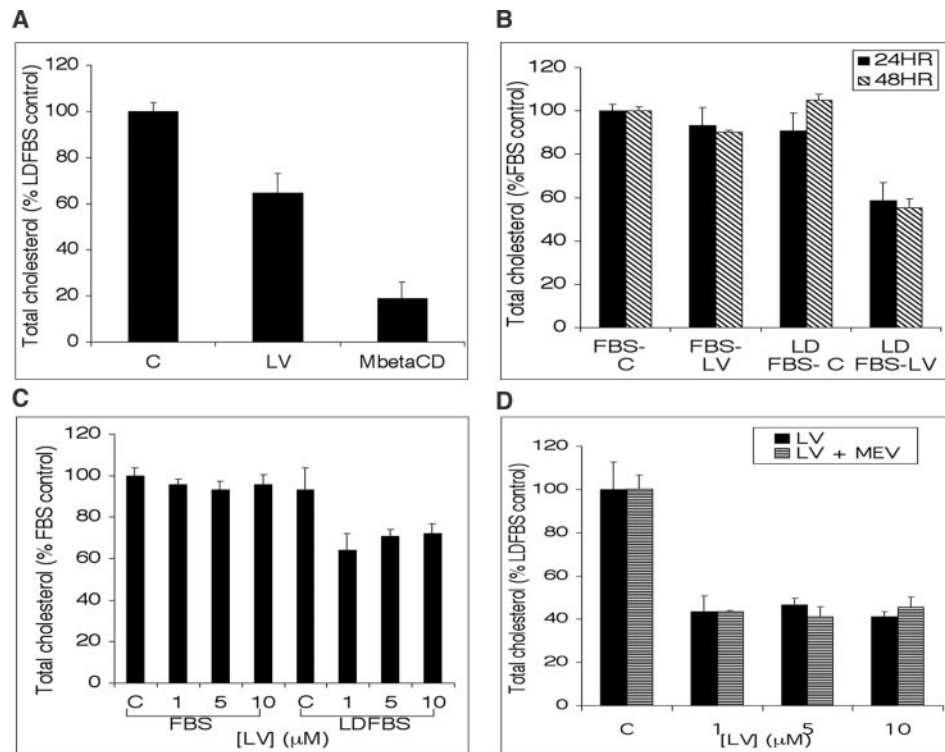 A
Total cholesterol (% LDFBS control)
120
100
80
60
40
20
0
C LV MbetaCD
B
Total cholesterol (%FBS control)
24HR
48HR
120
100
80
60
40
20
0
FBS- FBS- LD LD
C LV FBS- C FBS-LV
C
Total cholesterol (% FBS control)
120
100
80
60
40
20
0
C 1 5 10 C 1 5 10
FBS LDFBS
[LV] (μM)
D
Total cholesterol (% LDFBS control)
LV
LV + MEV
120
100
80
60
40
20
0
C 1 5 10
[LV] (μM)